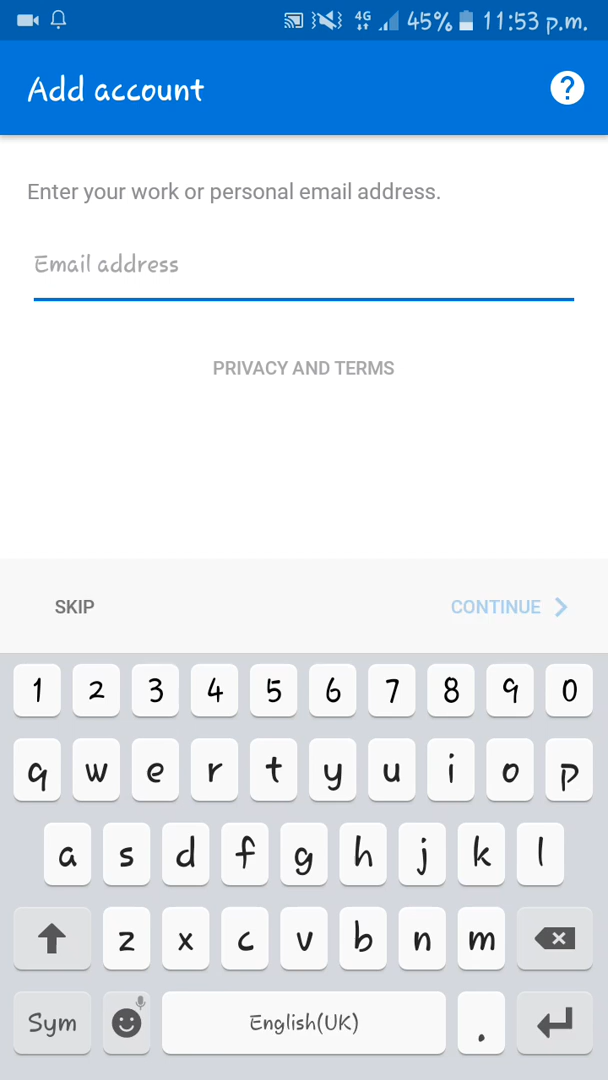 4G 45% 11:53 p.m.
Add account ?
Enter your work or personal email address.
Email address
PRIVACY AND TERMS
SKIP CONTINUE
1 2 3 4 5 6 7 8 9 0
q w e r t y u i o p
a s d f g h j k l
z x c v b n m
Sym English(UK) .